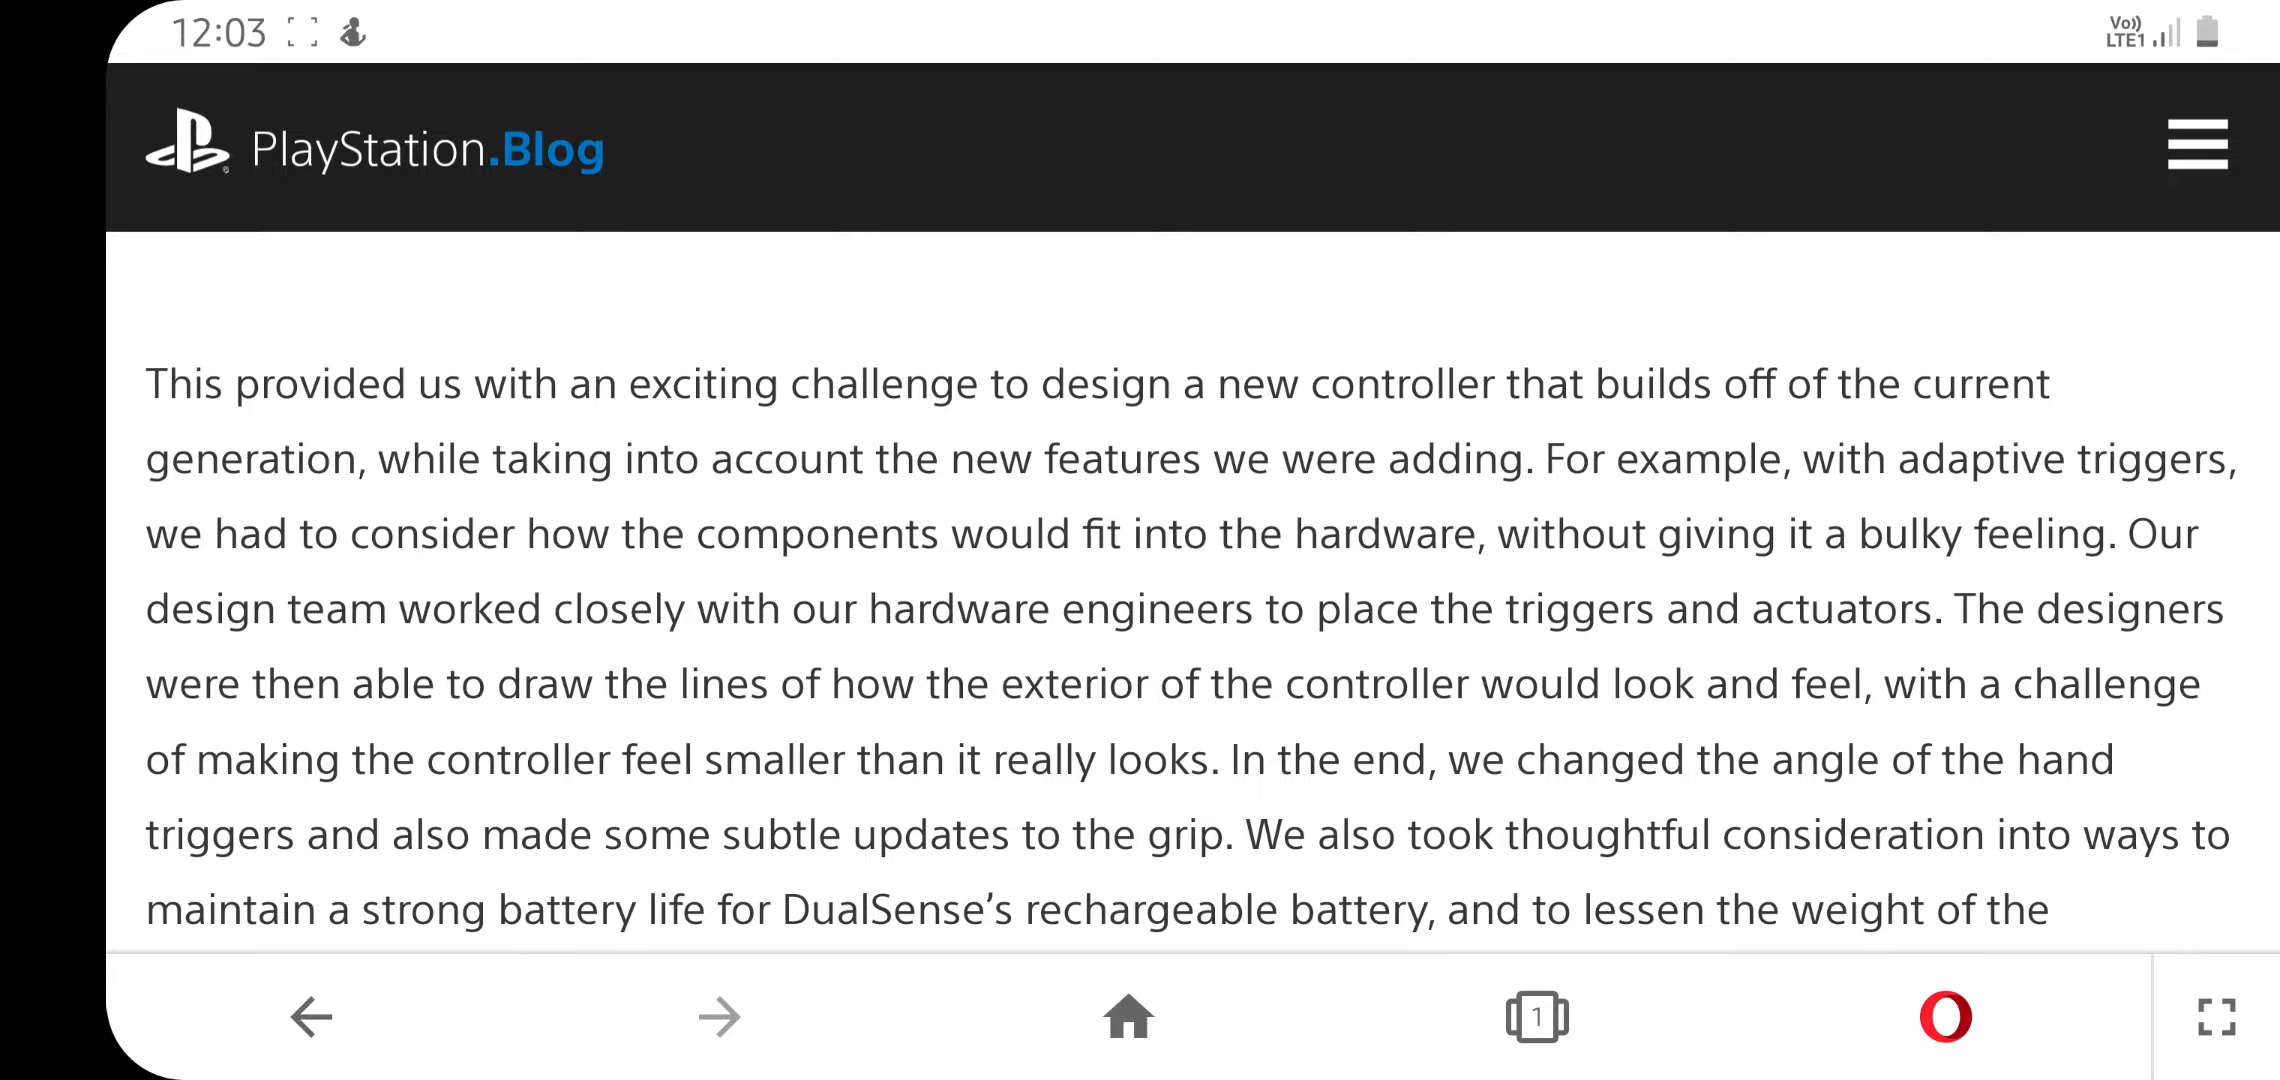 12:03
Vo)) LTE1
PlayStation.Blog
This provided us with an exciting challenge to design a new controller that builds off of the current
generation, while taking into account the new features we were adding. For example, with adaptive triggers,
we had to consider how the components would fit into the hardware, without giving it a bulky feeling. Our
design team worked closely with our hardware engineers to place the triggers and actuators. The designers
were then able to draw the lines of how the exterior of the controller would look and feel, with a challenge
of making the controller feel smaller than it really looks. In the end, we changed the angle of the hand
triggers and also made some subtle updates to the grip. We also took thoughtful consideration into ways to
maintain a strong battery life for DualSense’s rechargeable battery, and to lessen the weight of the
1